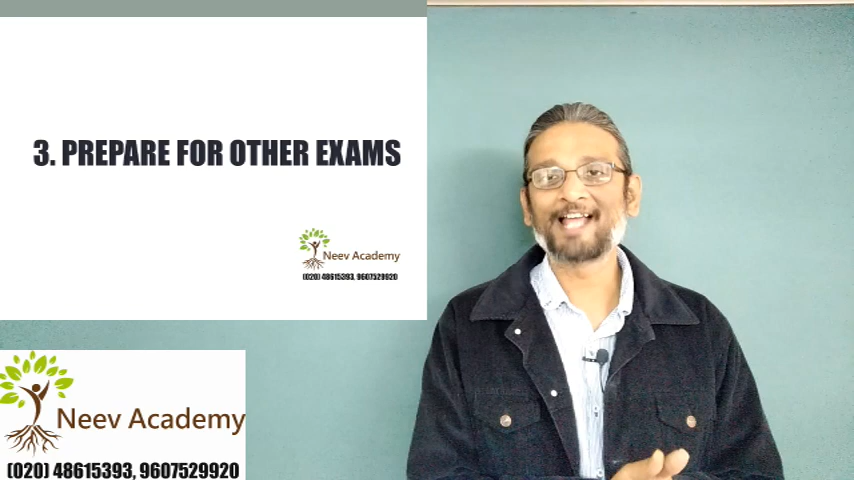 3. PREPARE FOR OTHER EXAMS
Neev Academy
(020) 48615393, 9607529920
Neev Academy
(020) 48615393, 9607529920